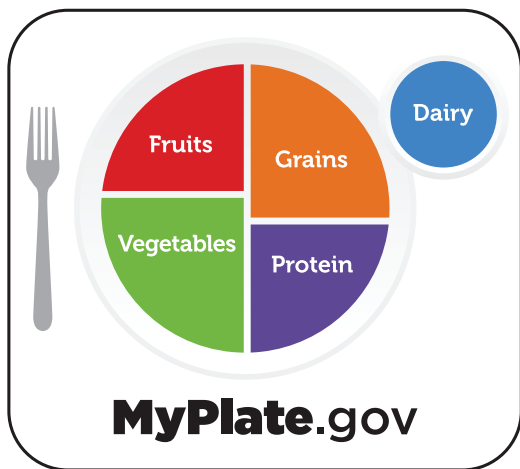 Fruits
Grains
Dairy
Vegetables
Protein
MyPlate.gov